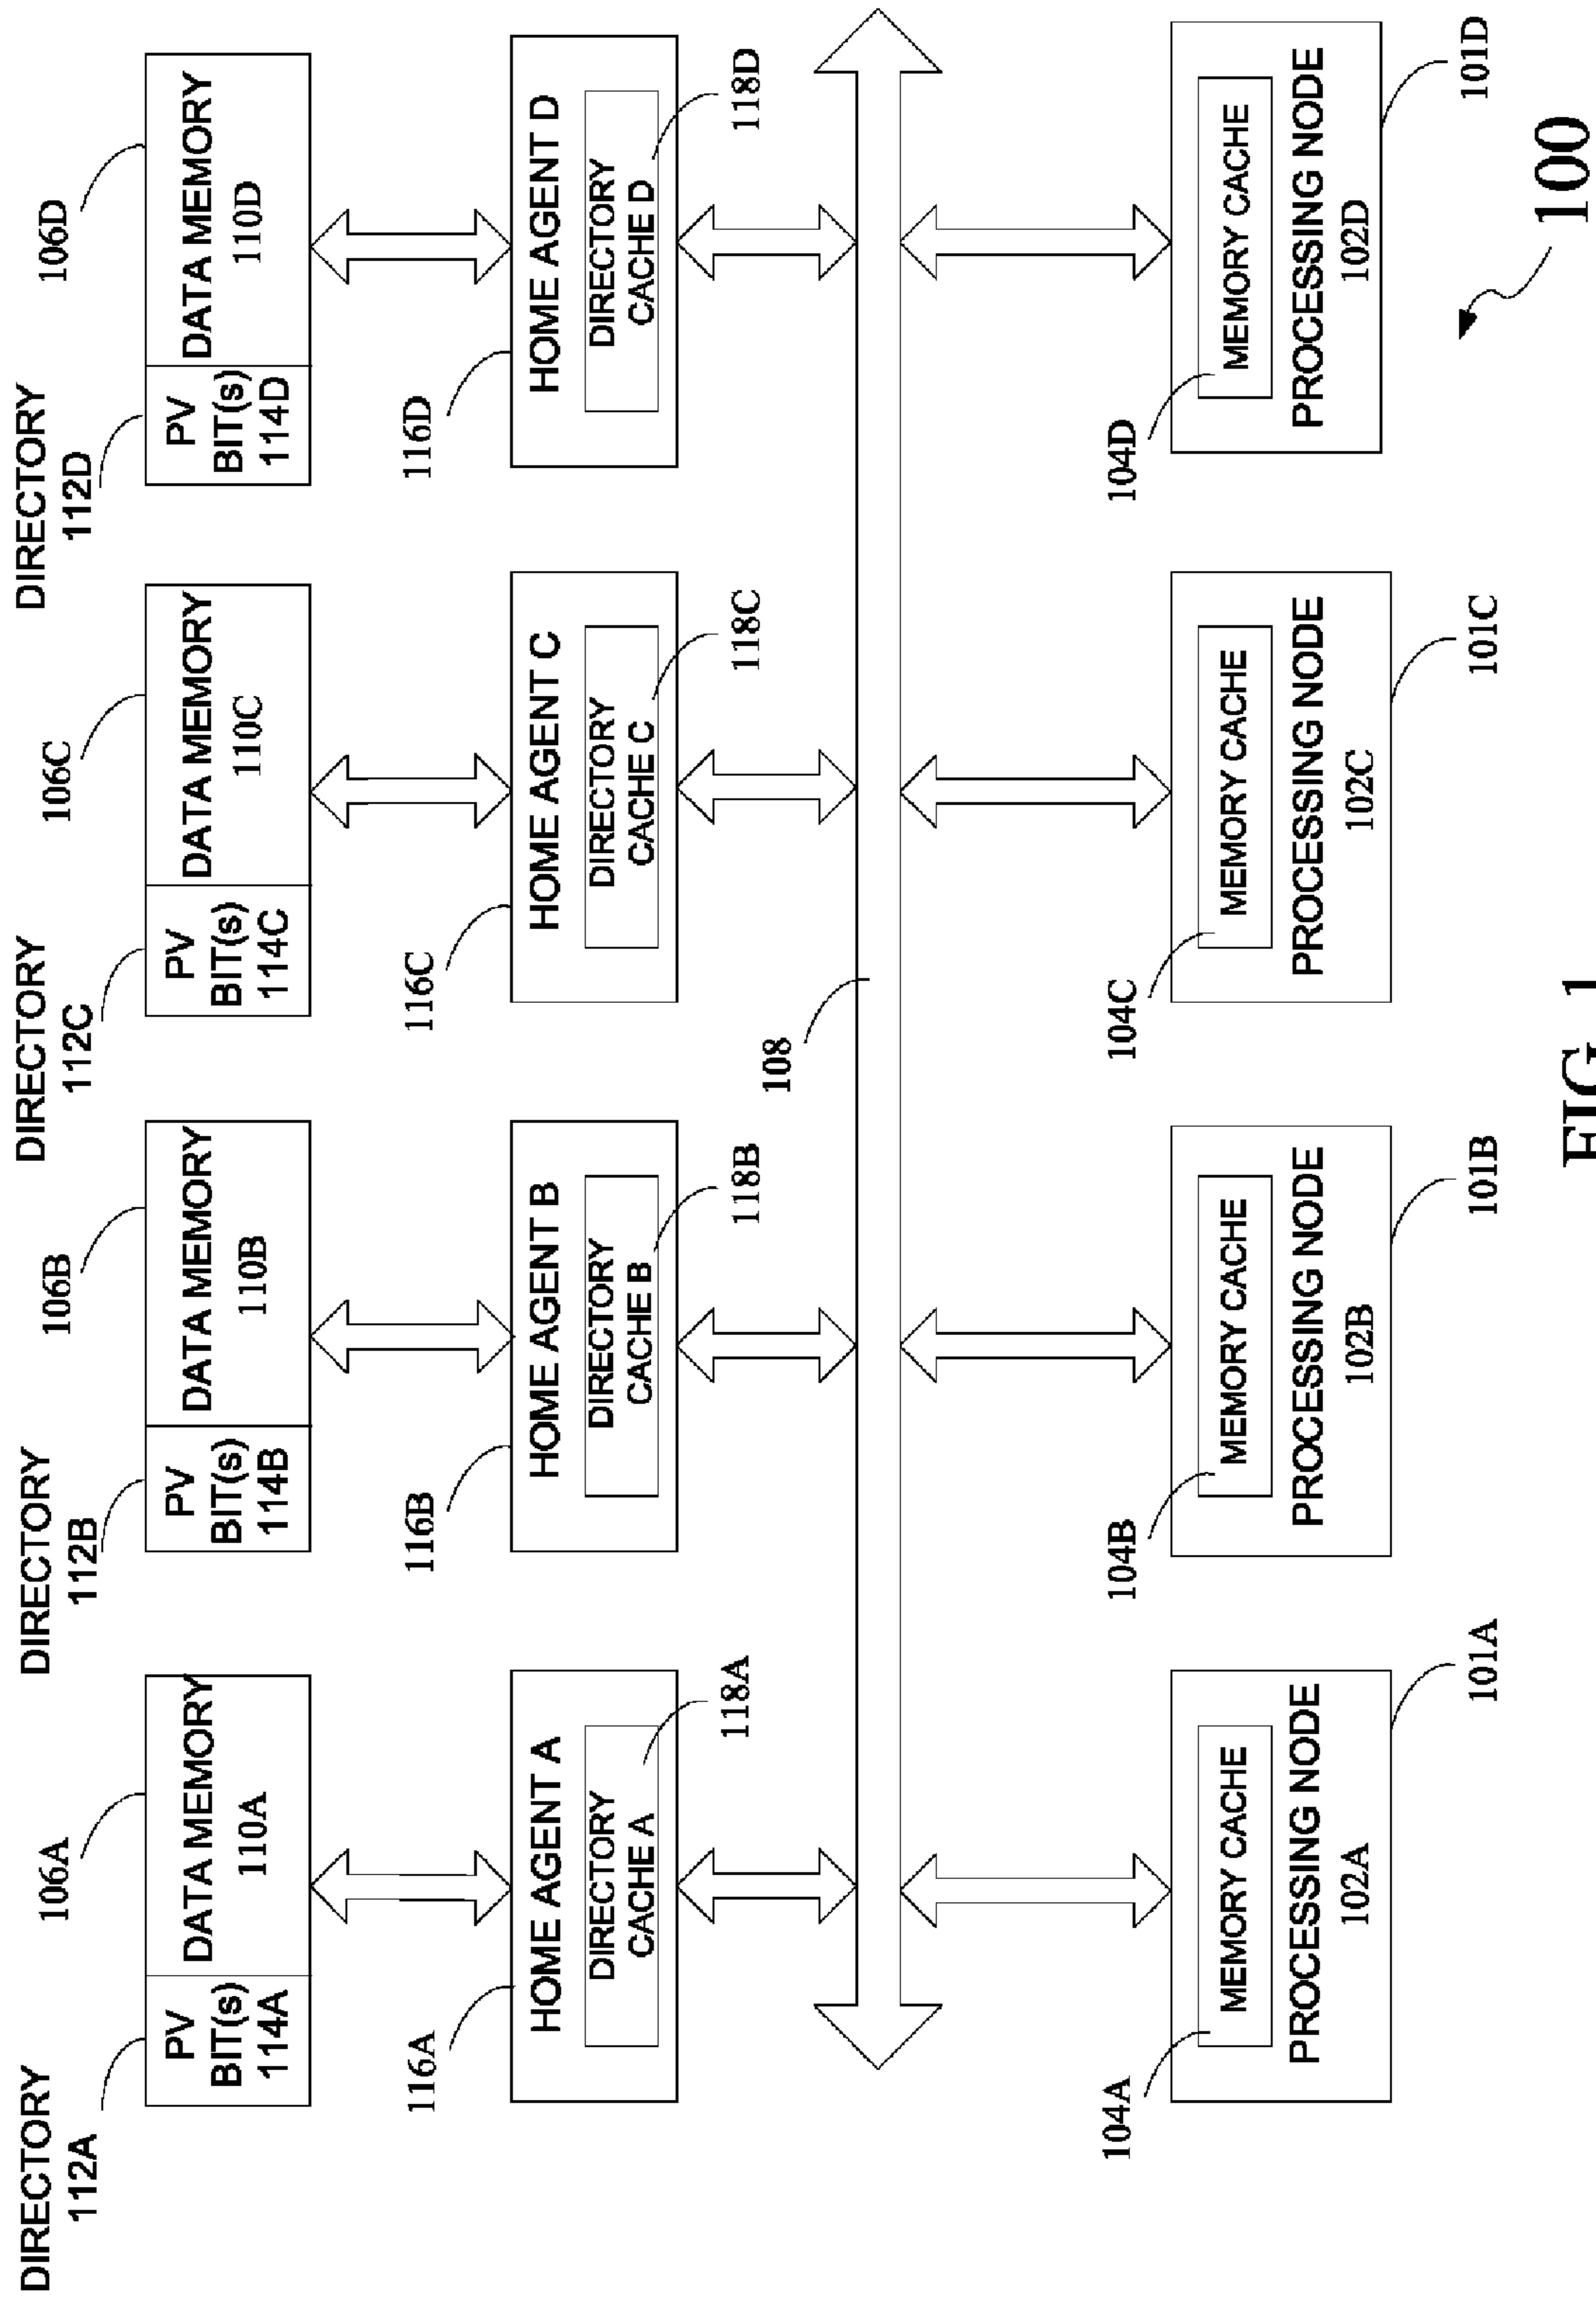 DIRECTORY
112A
106A
DIRECTORY
112B
106B
DIRECTORY
112C
106C
DIRECTORY
112D
106D
PV
BIT(s)
114A
DATA MEMORY
110A
PV
BIT(s)
114B
DATA MEMORY
110B
PV
BIT(s)
114C
DATA MEMORY
110C
PV
BIT(s)
114D
DATA MEMORY
110D
116A
HOME AGENT A
DIRECTORY
CACHE A
118A
116B
HOME AGENT B
DIRECTORY
CACHE B
118B
116C
HOME AGENT C
DIRECTORY
CACHE C
118C
116D
HOME AGENT D
DIRECTORY
CACHE D
118D
108
104A
MEMORY CACHE
PROCESSING NODE
102A
101A
104B
MEMORY CACHE
PROCESSING NODE
102B
101B
104C
MEMORY CACHE
PROCESSING NODE
102C
101C
104D
MEMORY CACHE
PROCESSING NODE
102D
101D
100
FIG. 1